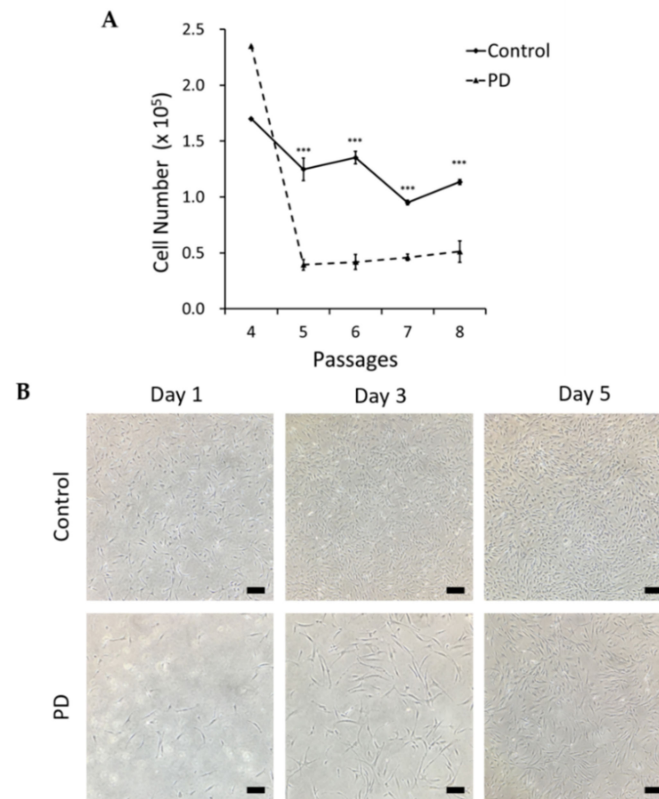 A
2.5
2.0
1.5
1.0
0.5
0.0
Cell Number (x 10⁵)
Control
PD
***
***
***
***
4 5 6 7 8
Passages
B
Day 1 Day 3 Day 5
Control
PD